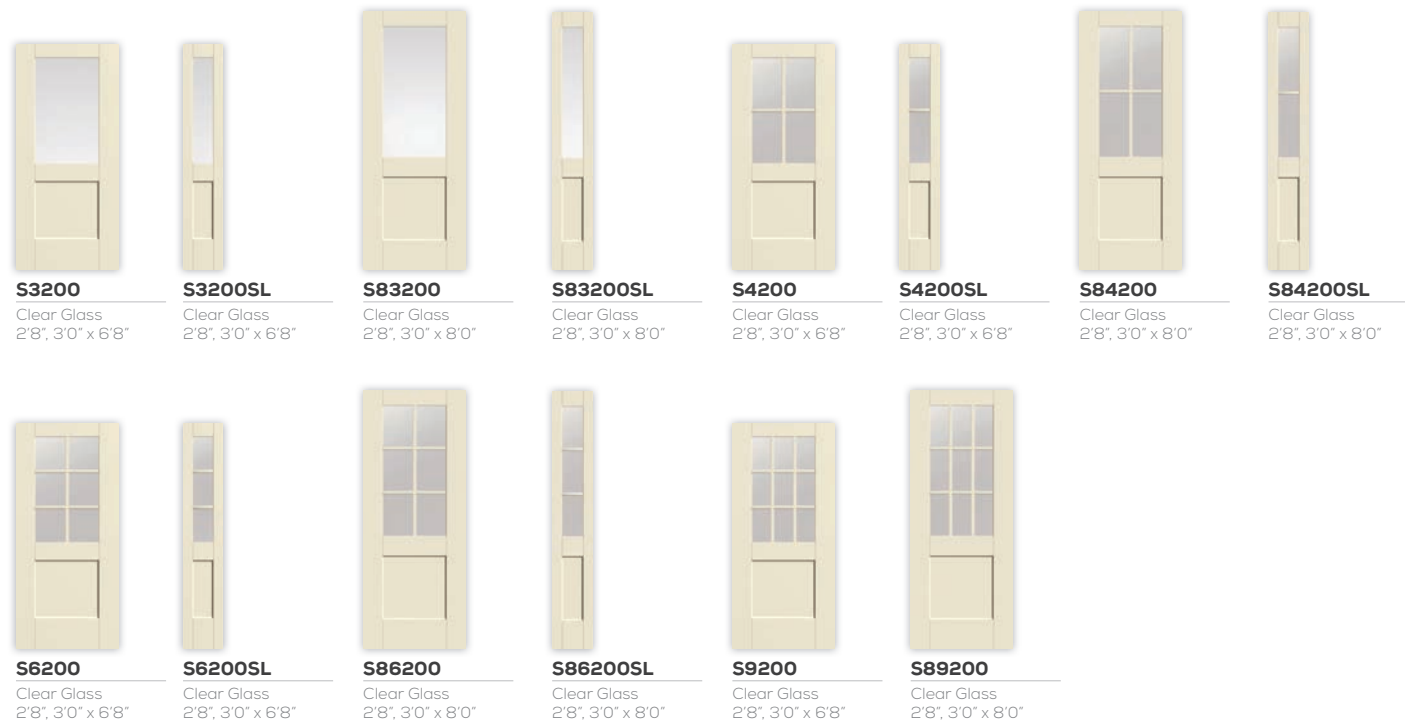 S3200
Clear Glass
2'8", 3'0" x 6'8"
S3200SL
Clear Glass
2'8", 3'0" x 6'8"
S83200
Clear Glass
2'8", 3'0" x 8'0"
S83200SL
Clear Glass
2'8", 3'0" x 8'0"
S4200
Clear Glass
2'8", 3'0" x 6'8"
S4200SL
Clear Glass
2'8", 3'0" x 6'8"
S84200
Clear Glass
2'8", 3'0" x 8'0"
S84200SL
Clear Glass
2'8", 3'0" x 8'0"
S6200
Clear Glass
2'8", 3'0" x 6'8"
S6200SL
Clear Glass
2'8", 3'0" x 6'8"
S86200
Clear Glass
2'8", 3'0" x 8'0"
S86200SL
Clear Glass
2'8", 3'0" x 8'0"
S9200
Clear Glass
2'8", 3'0" x 6'8"
S89200
Clear Glass
2'8", 3'0" x 8'0"